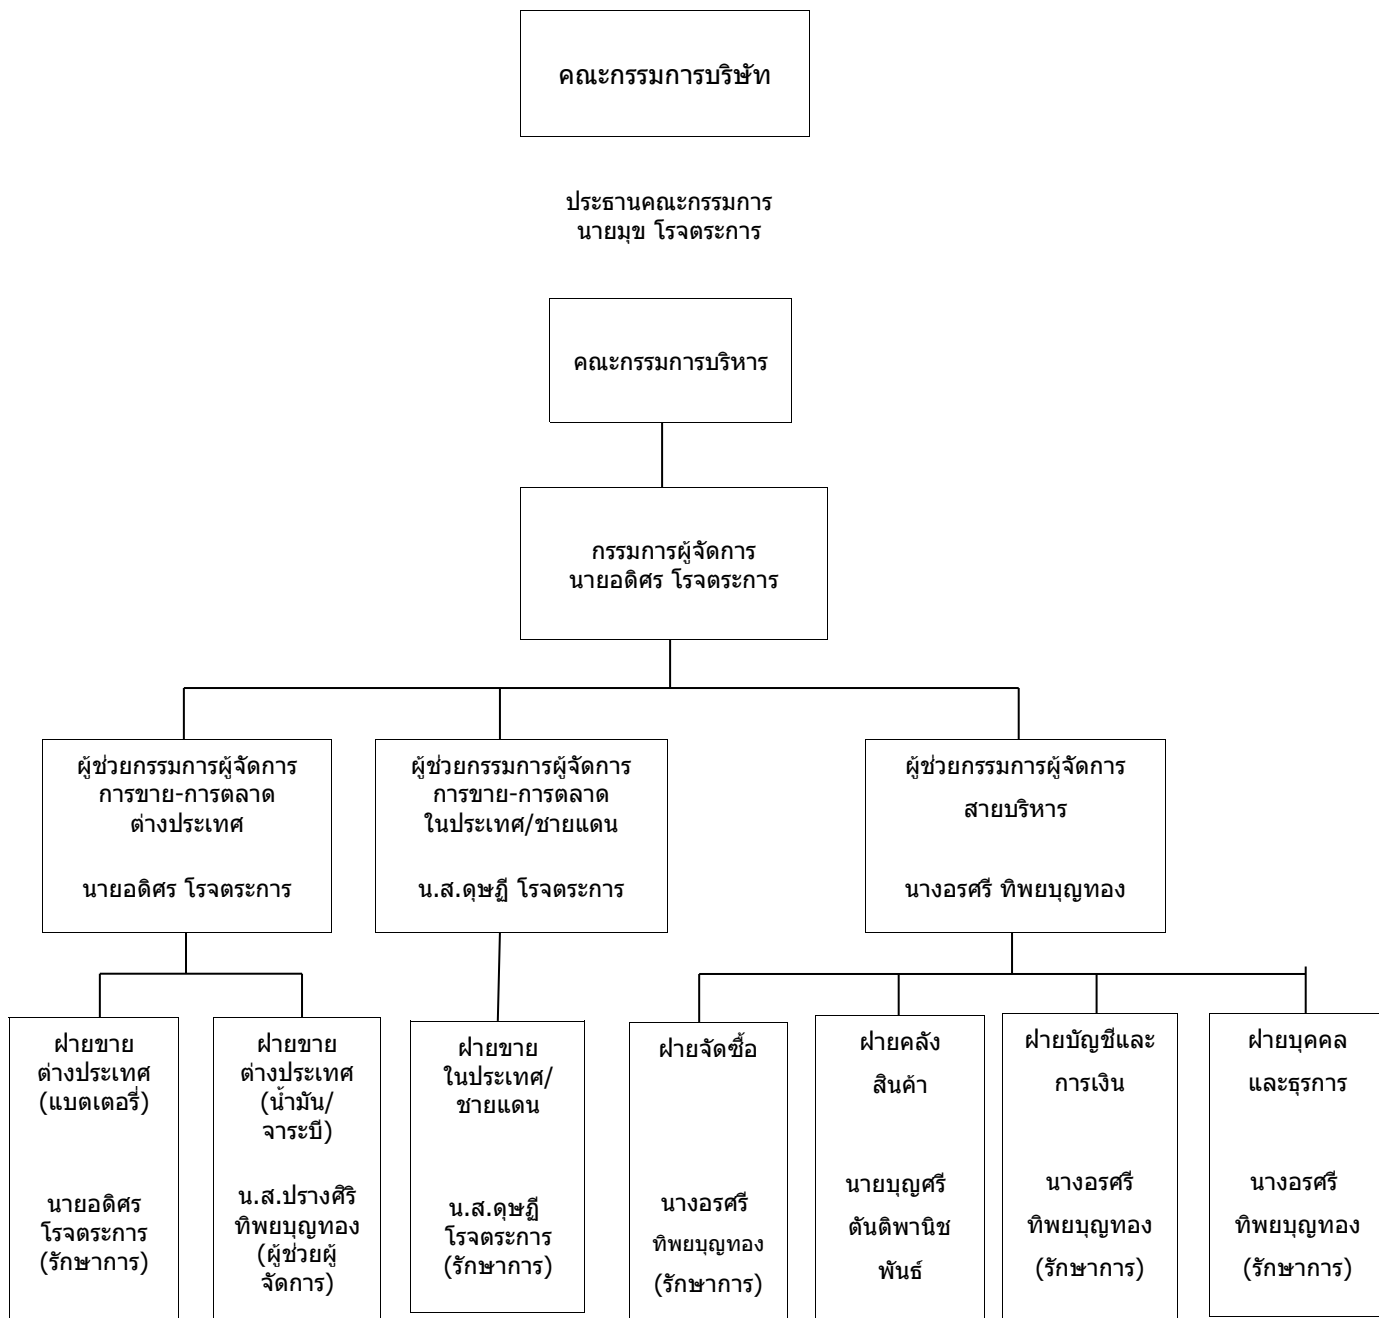 คณะกรรมการบริษัท
ประธานคณะกรรมการ
นายมุข โรจตระการ
คณะกรรมการบริหาร
กรรมการผู้จัดการ
นายอดิศร โรจตระการ
ผู้ช่วยกรรมการผู้จัดการ
การขาย-การตลาด
ต่างประเทศ
นายอดิศร โรจตระการ
ผู้ช่วยกรรมการผู้จัดการ
การขาย-การตลาด
ในประเทศ/ชายแดน
น.ส.ดุษฎี โรจตระการ
ผู้ช่วยกรรมการผู้จัดการ
สายบริหาร
นางอรศรี ทิพยบุญทอง
ฝ่ายขาย
ต่างประเทศ
(แบตเตอรี่)
นายอดิศร
โรจตระการ
(รักษาการ)
ฝ่ายขาย
ต่างประเทศ
(น้ำมัน/
จาระบี)
น.ส.ปรางศิริ
ทิพยบุญทอง
(ผู้ช่วยผู้
จัดการ)
ฝ่ายขาย
ในประเทศ/
ชายแดน
น.ส.ดุษฎี
โรจตระการ
(รักษาการ)
ฝ่ายจัดซื้อ
นางอรศรี
ทิพยบุญทอง
(รักษาการ)
ฝ่ายคลัง
สินค้า
นายบุญศรี
ตันติพานิช
พันธ์
ฝ่ายบัญชีและ
การเงิน
นางอรศรี
ทิพยบุญทอง
(รักษาการ)
ฝ่ายบุคคล
และธุรการ
นางอรศรี
ทิพยบุญทอง
(รักษาการ)